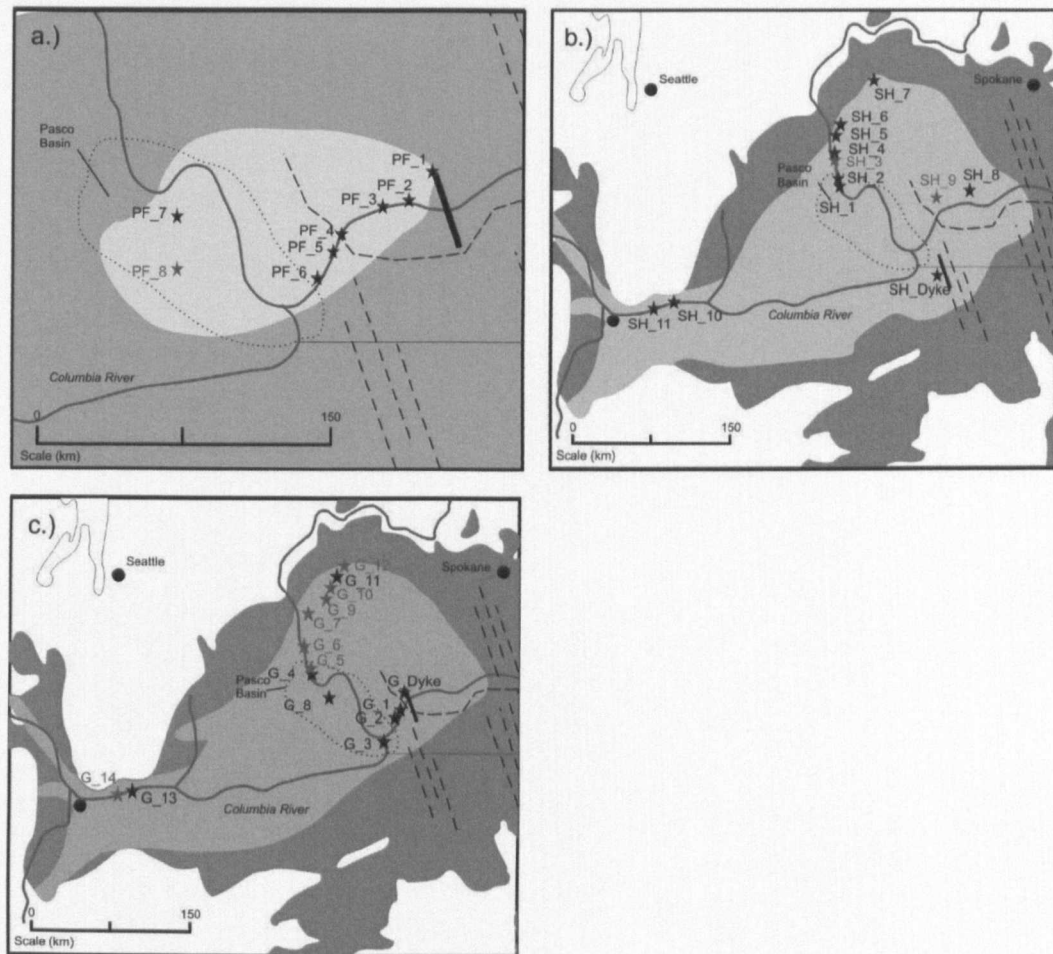 a.)
Pasco
Basin
PF_1
PF_2
PF_3
PF_4
PF_5
PF_6
PF_7
PF_8
Columbia River
0
150
Scale (km)
b.)
Seattle
Spokane
SH_7
SH_6
SH_5
SH_4
SH_3
Pasco
Basin
SH_2
SH_1
SH_9
SH_8
SH_Dyke
SH_10
SH_11
Columbia River
0
150
Scale (km)
c.)
Seattle
Spokane
G_12
G_11
G_10
G_9
G_7
G_6
G_5
G_4
Pasco
Basin
G_8
G_Dyke
G_1
G_2
G_3
G_14
G_13
Columbia River
0
150
Scale (km)